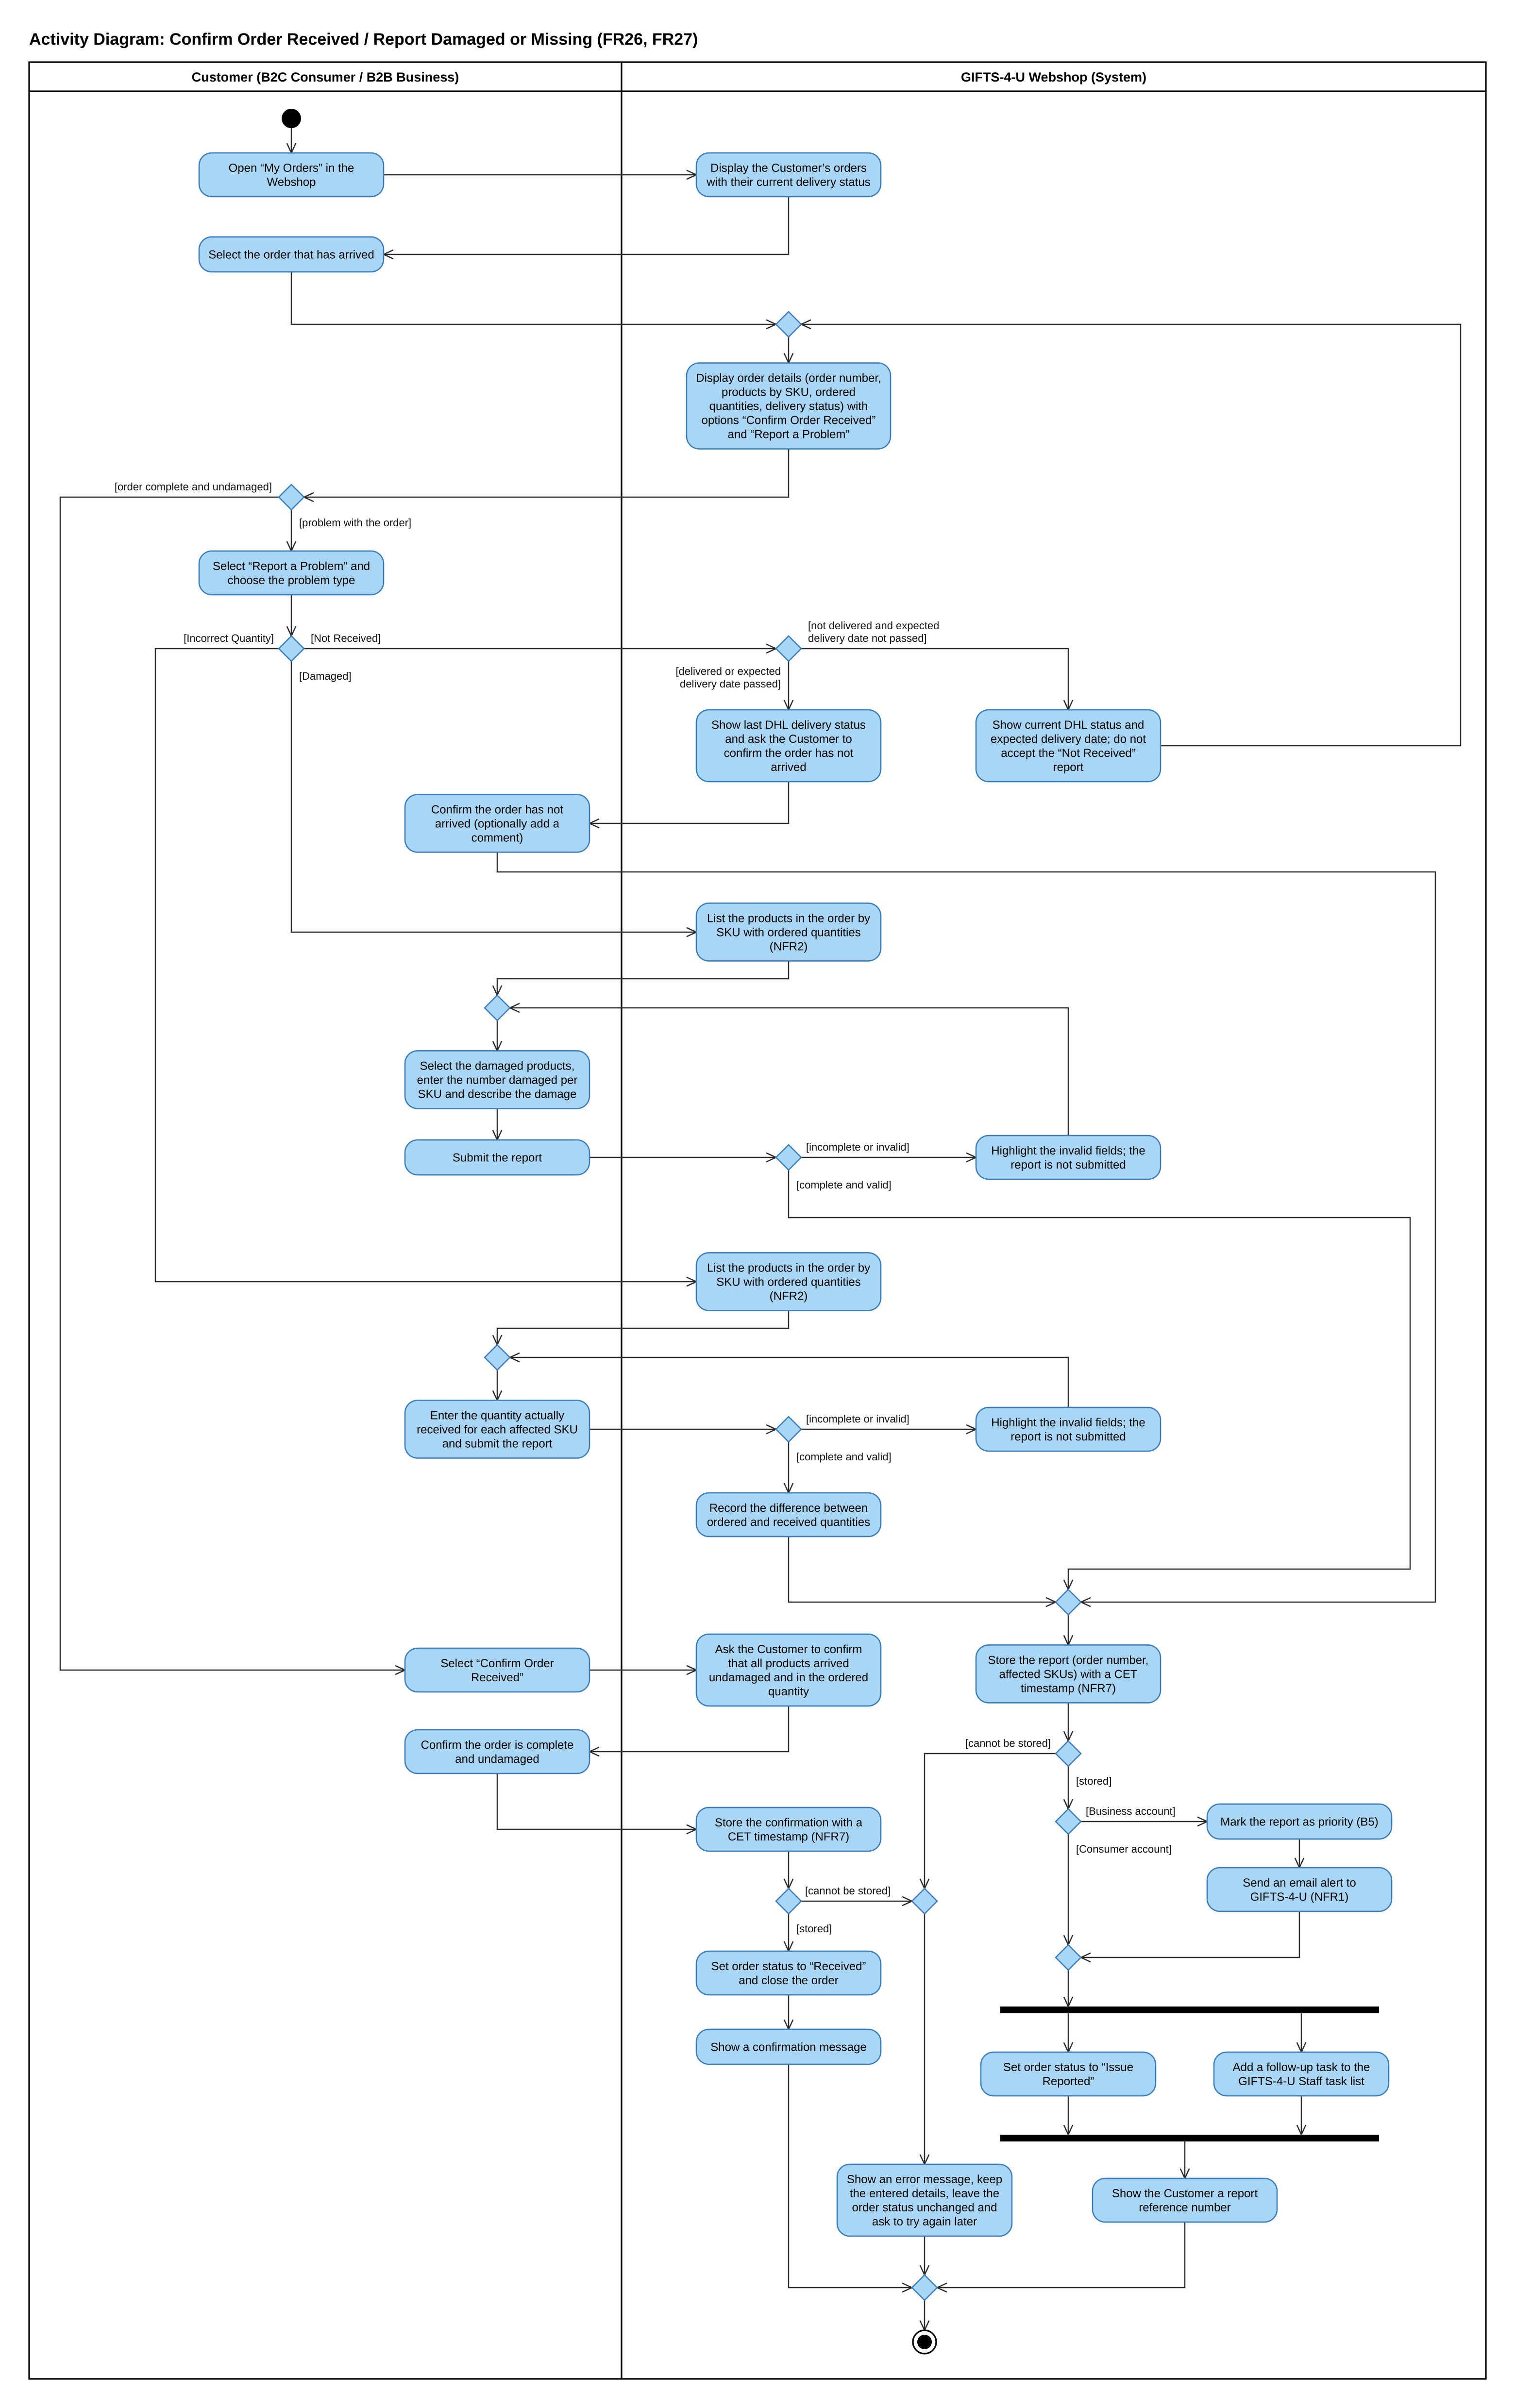 Activity Diagram: Confirm Order Received / Report Damaged or Missing (FR26, FR27)
Customer (B2C Consumer / B2B Business)
GIFTS-4-U Webshop (System)
Open “My Orders” in the
Webshop
Display the Customer’s orders
with their current delivery status
Select the order that has arrived
Display order details (order number,
products by SKU, ordered
quantities, delivery status) with
options “Confirm Order Received”
and “Report a Problem”
[order complete and undamaged]
[problem with the order]
Select “Report a Problem” and
choose the problem type
[Incorrect Quantity]
[Not Received]
[Damaged]
[not delivered and expected
delivery date not passed]
[delivered or expected
delivery date passed]
Show last DHL delivery status
and ask the Customer to
confirm the order has not
arrived
Show current DHL status and
expected delivery date; do not
accept the “Not Received”
report
Confirm the order has not
arrived (optionally add a
comment)
List the products in the order by
SKU with ordered quantities
(NFR2)
Select the damaged products,
enter the number damaged per
SKU and describe the damage
Submit the report
[incomplete or invalid]
[complete and valid]
Highlight the invalid fields; the
report is not submitted
List the products in the order by
SKU with ordered quantities
(NFR2)
Enter the quantity actually
received for each affected SKU
and submit the report
[incomplete or invalid]
[complete and valid]
Highlight the invalid fields; the
report is not submitted
Record the difference between
ordered and received quantities
Select “Confirm Order
Received”
Ask the Customer to confirm
that all products arrived
undamaged and in the ordered
quantity
Store the report (order number,
affected SKUs) with a CET
timestamp (NFR7)
Confirm the order is complete
and undamaged
[cannot be stored]
[stored]
Store the confirmation with a
CET timestamp (NFR7)
[Business account]
[Consumer account]
Mark the report as priority (B5)
Send an email alert to
GIFTS-4-U (NFR1)
[cannot be stored]
[stored]
Set order status to “Received”
and close the order
Show a confirmation message
Set order status to “Issue
Reported”
Add a follow-up task to the
GIFTS-4-U Staff task list
Show an error message, keep
the entered details, leave the
order status unchanged and
ask to try again later
Show the Customer a report
reference number